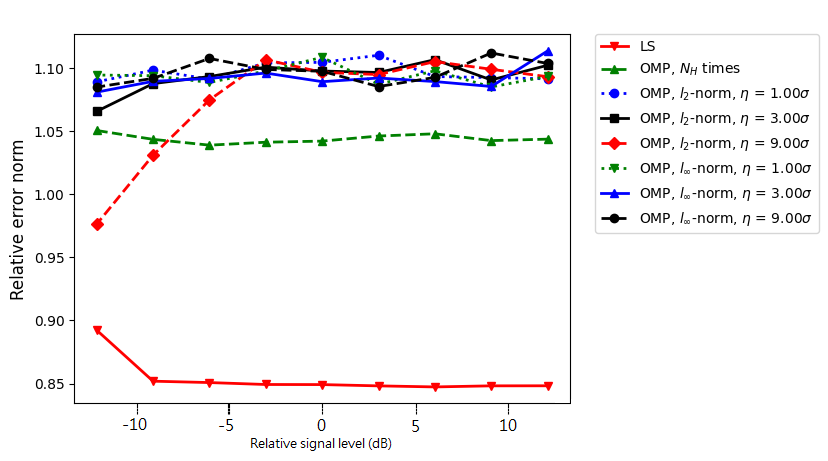 Relative error norm
1.10
1.05
1.00
0.95
0.90
0.85
-10
-5
0
5
10
Relative signal level (dB)
LS
OMP, N_H times
OMP, l_2-norm, η = 1.00σ
OMP, l_2-norm, η = 3.00σ
OMP, l_2-norm, η = 9.00σ
OMP, l_∞-norm, η = 1.00σ
OMP, l_∞-norm, η = 3.00σ
OMP, l_∞-norm, η = 9.00σ